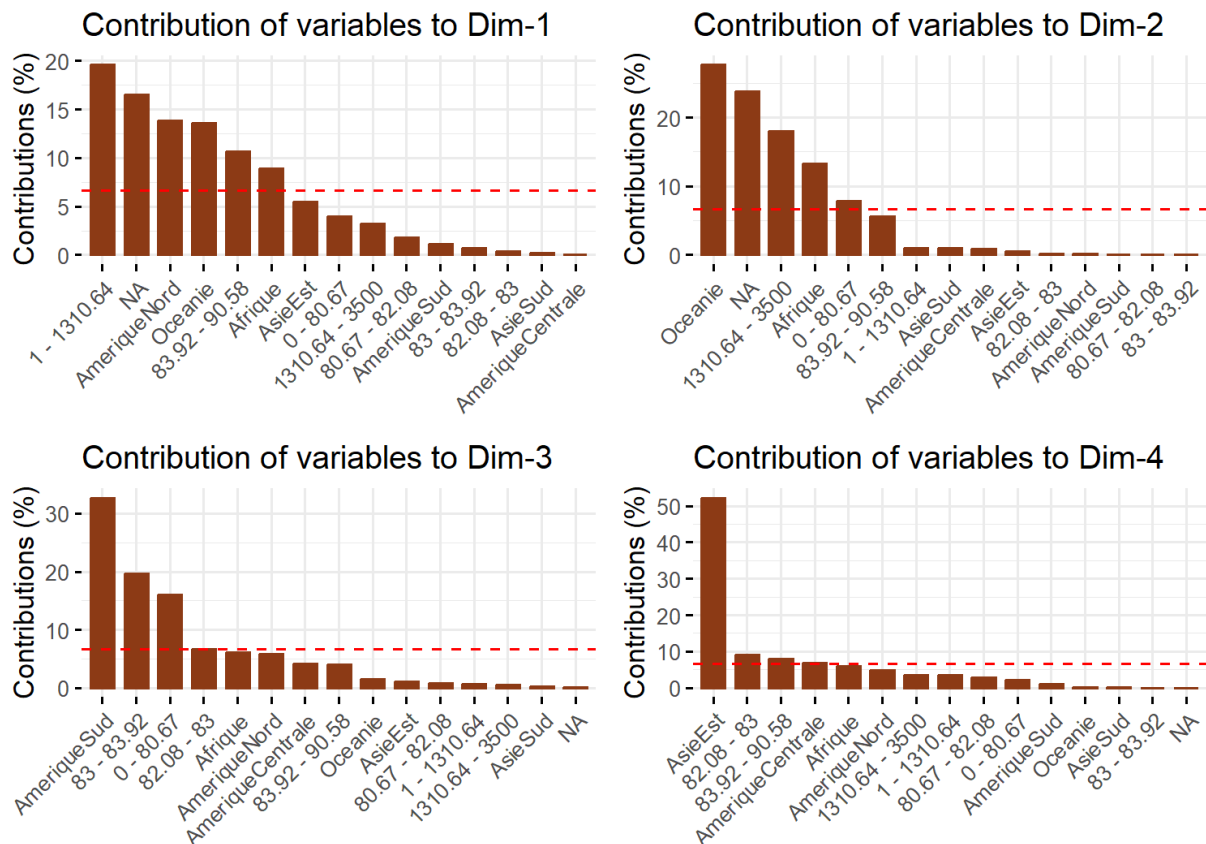 Contribution of variables to Dim-1
Contributions (%)
20
15
10
5
0
1 - 1310.64
NA
AmeriqueNord
Oceanie
83.92 - 90.58
Afrique
AsieEst
0 - 80.67
1310.64 - 3500
80.67 - 82.08
AmeriqueSud
83 - 83.92
82.08 - 83
AsieSud
AmeriqueCentrale
Contribution of variables to Dim-2
Contributions (%)
20
10
0
Oceanie
NA
1310.64 - 3500
Afrique
0 - 80.67
83.92 - 90.58
1 - 1310.64
AsieSud
AmeriqueCentrale
AsieEst
82.08 - 83
AmeriqueNord
AmeriqueSud
80.67 - 82.08
83 - 83.92
Contribution of variables to Dim-3
Contributions (%)
30
20
10
0
AmeriqueSud
83 - 83.92
0 - 80.67
82.08 - 83
Afrique
AmeriqueNord
AmeriqueCentrale
83.92 - 90.58
Oceanie
AsieEst
80.67 - 82.08
1 - 1310.64
1310.64 - 3500
AsieSud
NA
Contribution of variables to Dim-4
Contributions (%)
50
40
30
20
10
0
AsieEst
82.08 - 83
83.92 - 90.58
AmeriqueCentrale
Afrique
AmeriqueNord
1310.64 - 3500
1 - 1310.64
80.67 - 82.08
0 - 80.67
AmeriqueSud
Oceanie
AsieSud
83 - 83.92
NA